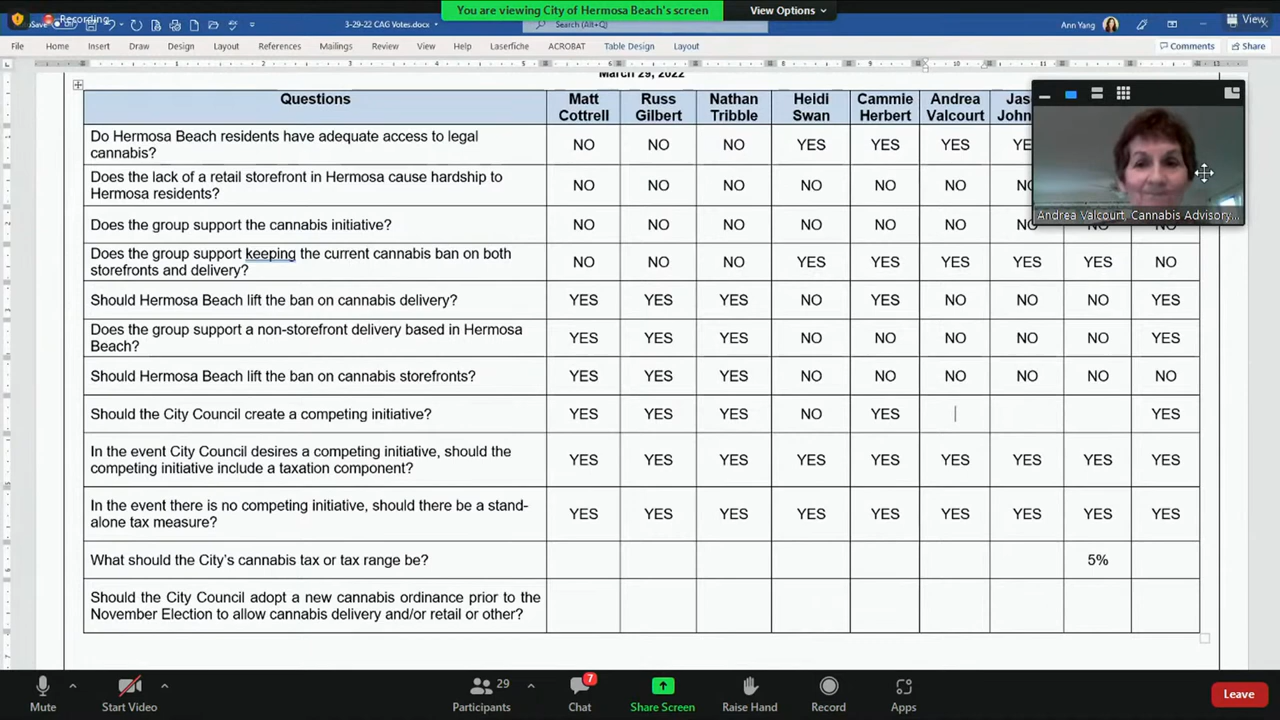 You are viewing City of Hermosa Beach's screen
View Options
Recording
3-29-22 CAG Votes.docx
Search (Alt+Q)
Ann Yang
View
File Home Insert Draw Design Layout References Mailings Review View Help Laserfiche ACROBAT Table Design Layout
Comments Share
March 29, 2022
Questions Matt Cottrell Russ Gilbert Nathan Tribble Heidi Swan Cammie Herbert Andrea Valcourt
Do Hermosa Beach residents have adequate access to legal
cannabis?
NO NO NO YES YES YES
Does the lack of a retail storefront in Hermosa cause hardship to
Hermosa residents?
NO NO NO NO NO NO
Andrea Valcourt, Cannabis Advisory...
Does the group support the cannabis initiative?
NO NO NO NO NO NO NO NO NO
Does the group support keeping the current cannabis ban on both
storefronts and delivery?
NO NO NO YES YES YES YES YES NO
Should Hermosa Beach lift the ban on cannabis delivery?
YES YES YES NO YES NO NO NO YES
Does the group support a non-storefront delivery based in Hermosa
Beach?
YES YES YES NO NO NO NO NO YES
Should Hermosa Beach lift the ban on cannabis storefronts?
YES YES YES NO NO NO NO NO NO
Should the City Council create a competing initiative?
YES YES YES NO YES YES
In the event City Council desires a competing initiative, should the
competing initiative include a taxation component?
YES YES YES YES YES YES YES YES YES
In the event there is no competing initiative, should there be a stand-
alone tax measure?
YES YES YES YES YES YES YES YES YES
What should the City's cannabis tax or tax range be?
5%
Should the City Council adopt a new cannabis ordinance prior to the
November Election to allow cannabis delivery and/or retail or other?
Mute Start Video 29 Participants 7 Chat Share Screen Raise Hand Record Apps Leave